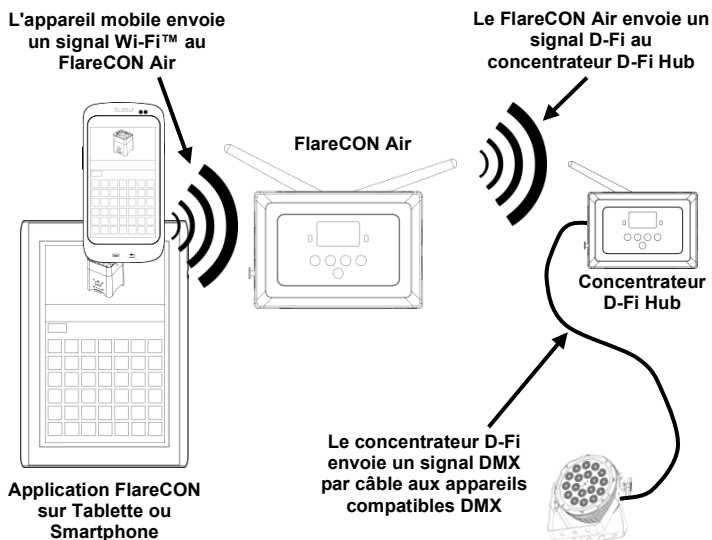 L'appareil mobile envoie
un signal Wi-Fi™ au
FlareCON Air
Le FlareCON Air envoie un
signal D-Fi au
concentrateur D-Fi Hub
FlareCON Air
Concentrateur
D-Fi Hub
Le concentrateur D-Fi
envoie un signal DMX
par câble aux appareils
compatibles DMX
Application FlareCON
sur Tablette ou
Smartphone